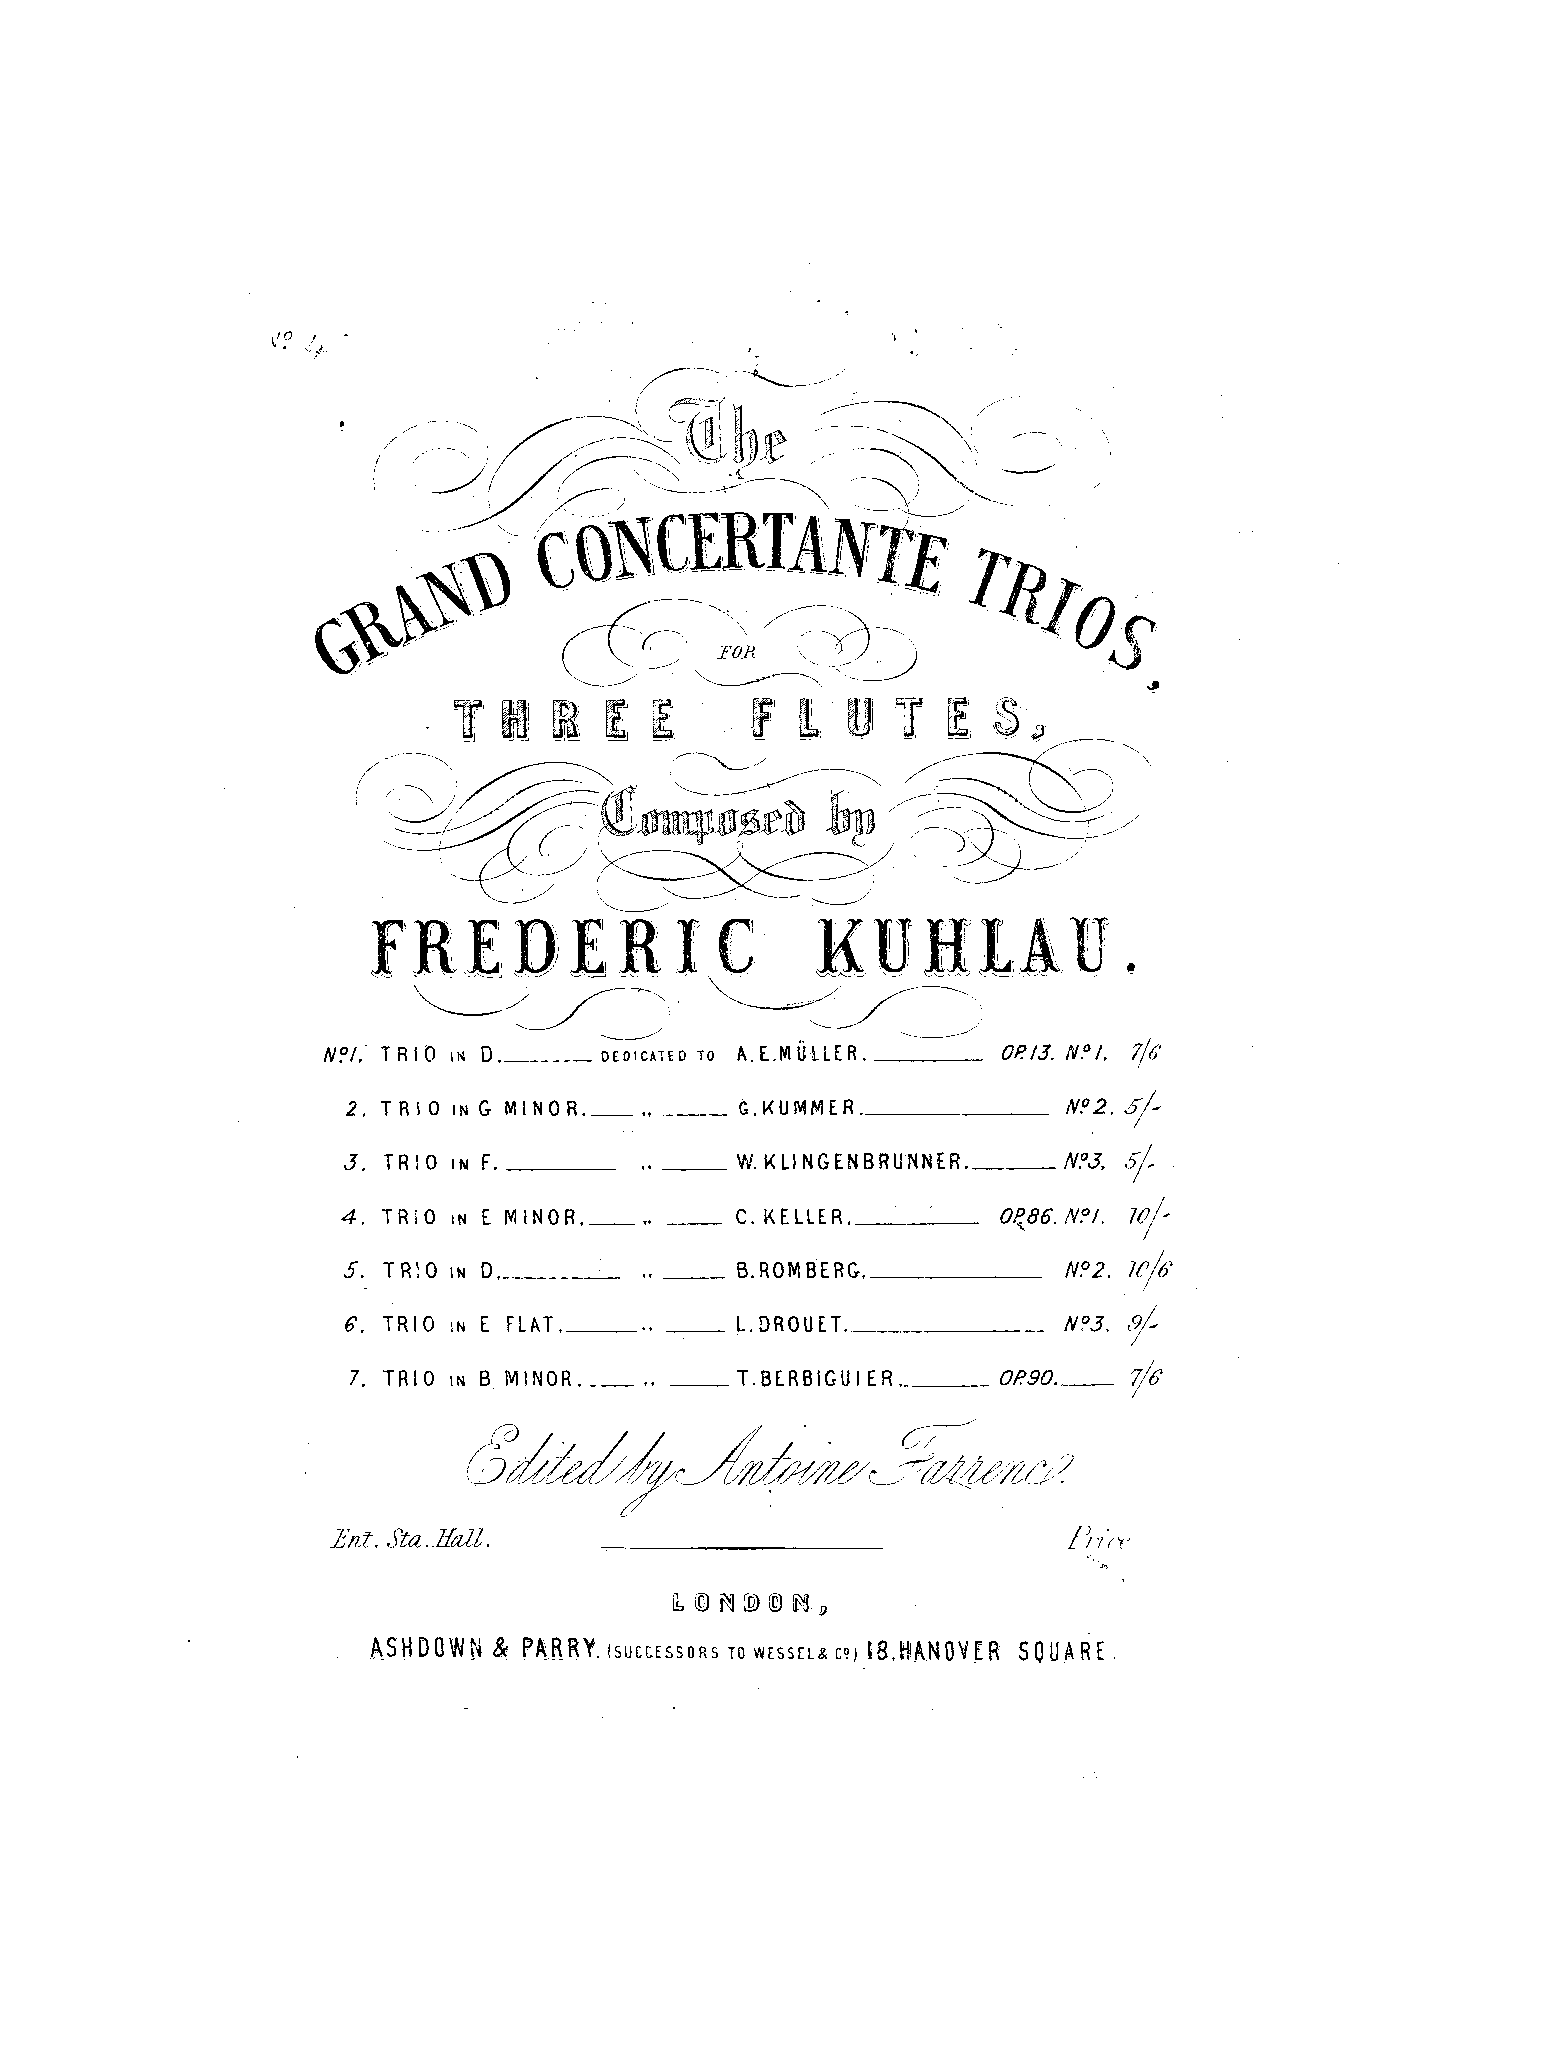 Nº 4
The
GRAND CONCERTANTE TRIOS,
FOR
THREE FLUTES,
Composed by
FREDERIC KUHLAU.
Nº1. TRIO IN D. DEDICATED TO A.E.MÜLLER. OP.13. Nº1. 7/6
2. TRIO IN G MINOR. ,, G.KUMMER. Nº2. 5/-
3. TRIO IN F. ,, W.KLINGENBRUNNER. Nº3. 5/-
4. TRIO IN E MINOR. ,, C. KELLER. OP.86. Nº1. 10/-
5. TRIO IN D. ,, B.ROMBERG. Nº2. 10/6
6. TRIO IN E FLAT. ,, L.DROUET. Nº3. 9/-
7. TRIO IN B MINOR. ,, T.BERBIGUIER. OP.90. 7/6
Edited by Antoine Farrenc.
Ent. Sta. Hall. Price
LONDON,
ASHDOWN & PARRY. (SUCCESSORS TO WESSEL & Cº) 18, HANOVER SQUARE.